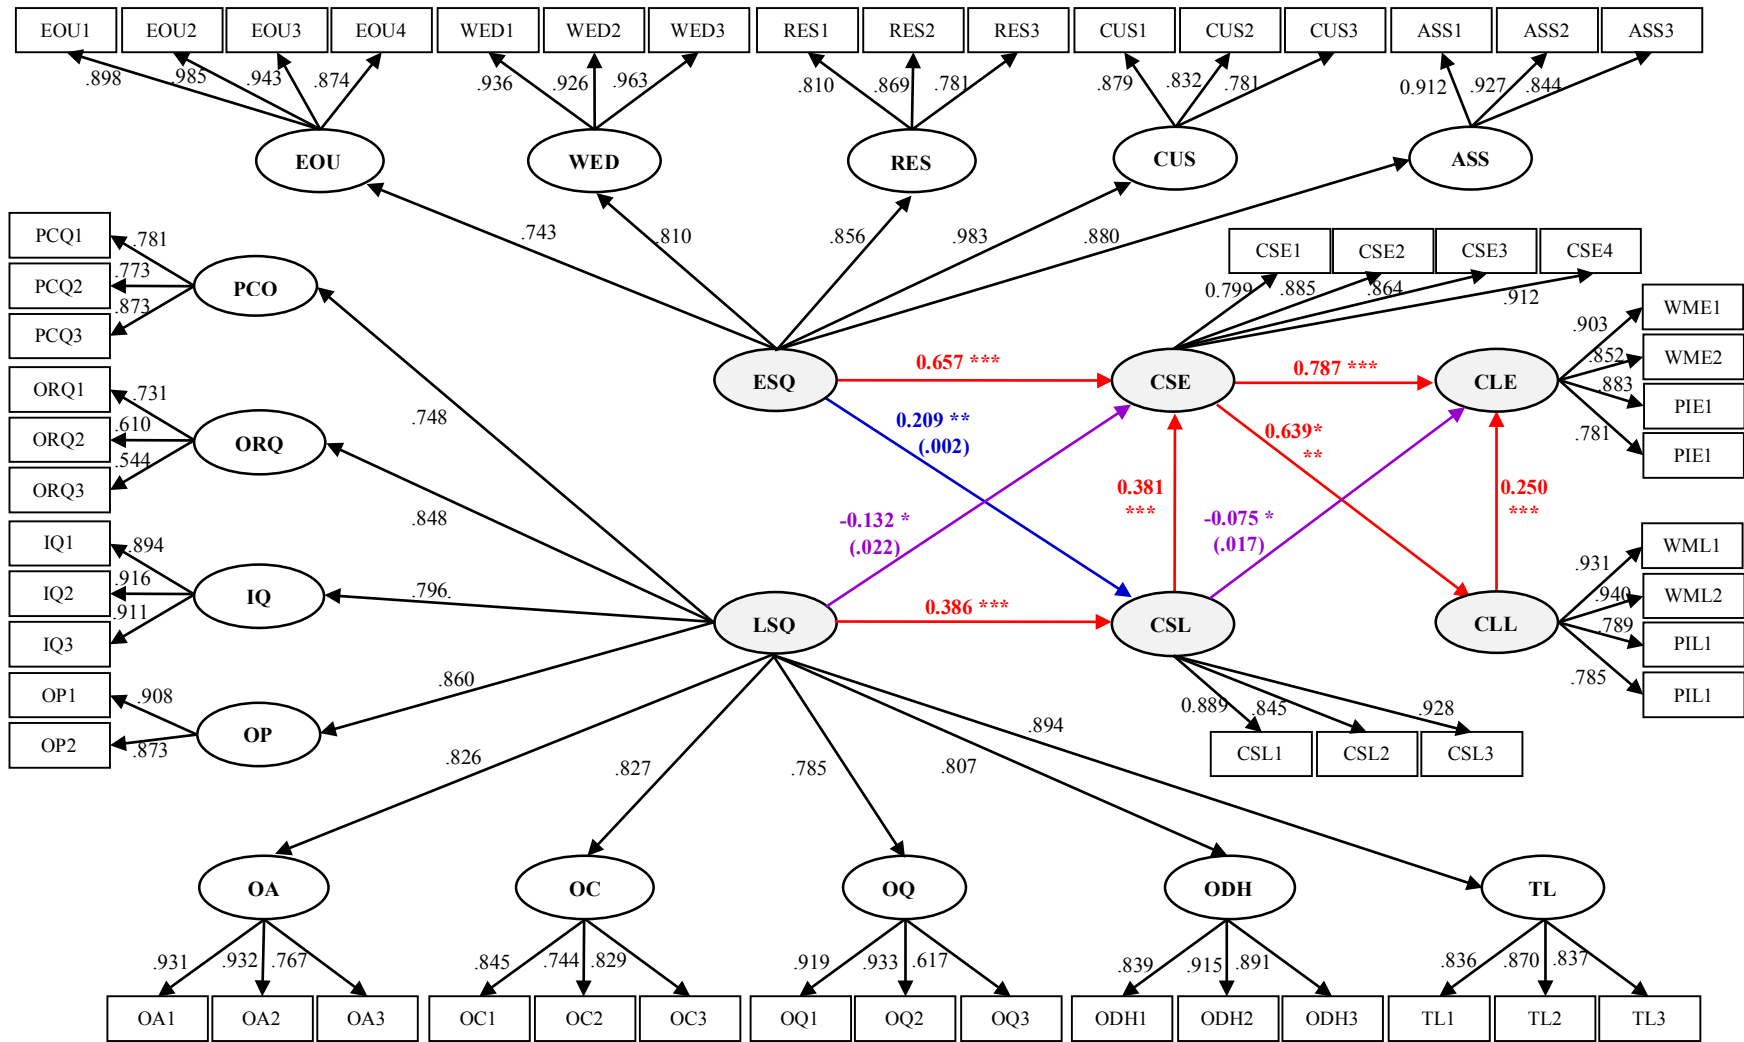 EOU1 EOU2 EOU3 EOU4 WED1 WED2 WED3 RES1 RES2 RES3 CUS1 CUS2 CUS3 ASS1 ASS2 ASS3
.898 .985 .943 .874 .936 .926 .963 .810 .869 .781 .879 .832 .781 0.912 .927 .844
EOU WED RES CUS ASS
.743 .810 .856 .983 .880
PCQ1 .781
PCQ2 .773 PCO
PCQ3 .873
CSE1 CSE2 CSE3 CSE4
0.799 .885 .864 .912
ORQ1 .731
ORQ2 .610 ORQ
ORQ3 .544
.748
ESQ 0.657 *** CSE 0.787 *** CLE
.903 WME1
.852 WME2
.883 PIE1
.781 PIE1
0.209 **
(.002)
0.639*
**
0.381
***
0.250
***
-0.132 *
(.022)
-0.075 *
(.017)
.848
IQ1 .894
IQ2 .916 IQ .796.
IQ3 .911
LSQ 0.386 *** CSL CLL
.931 WML1
.940 WML2
.789 PIL1
.785 PIL1
OP1 .908
OP2 .873 OP
.860
0.889 .845 .928
CSL1 CSL2 CSL3
.826 .827 .785 .807 .894
OA OC OQ ODH TL
.931 .932 .767 .845 .744 .829 .919 .933 .617 .839 .915 .891 .836 .870 .837
OA1 OA2 OA3 OC1 OC2 OC3 OQ1 OQ2 OQ3 ODH1 ODH2 ODH3 TL1 TL2 TL3